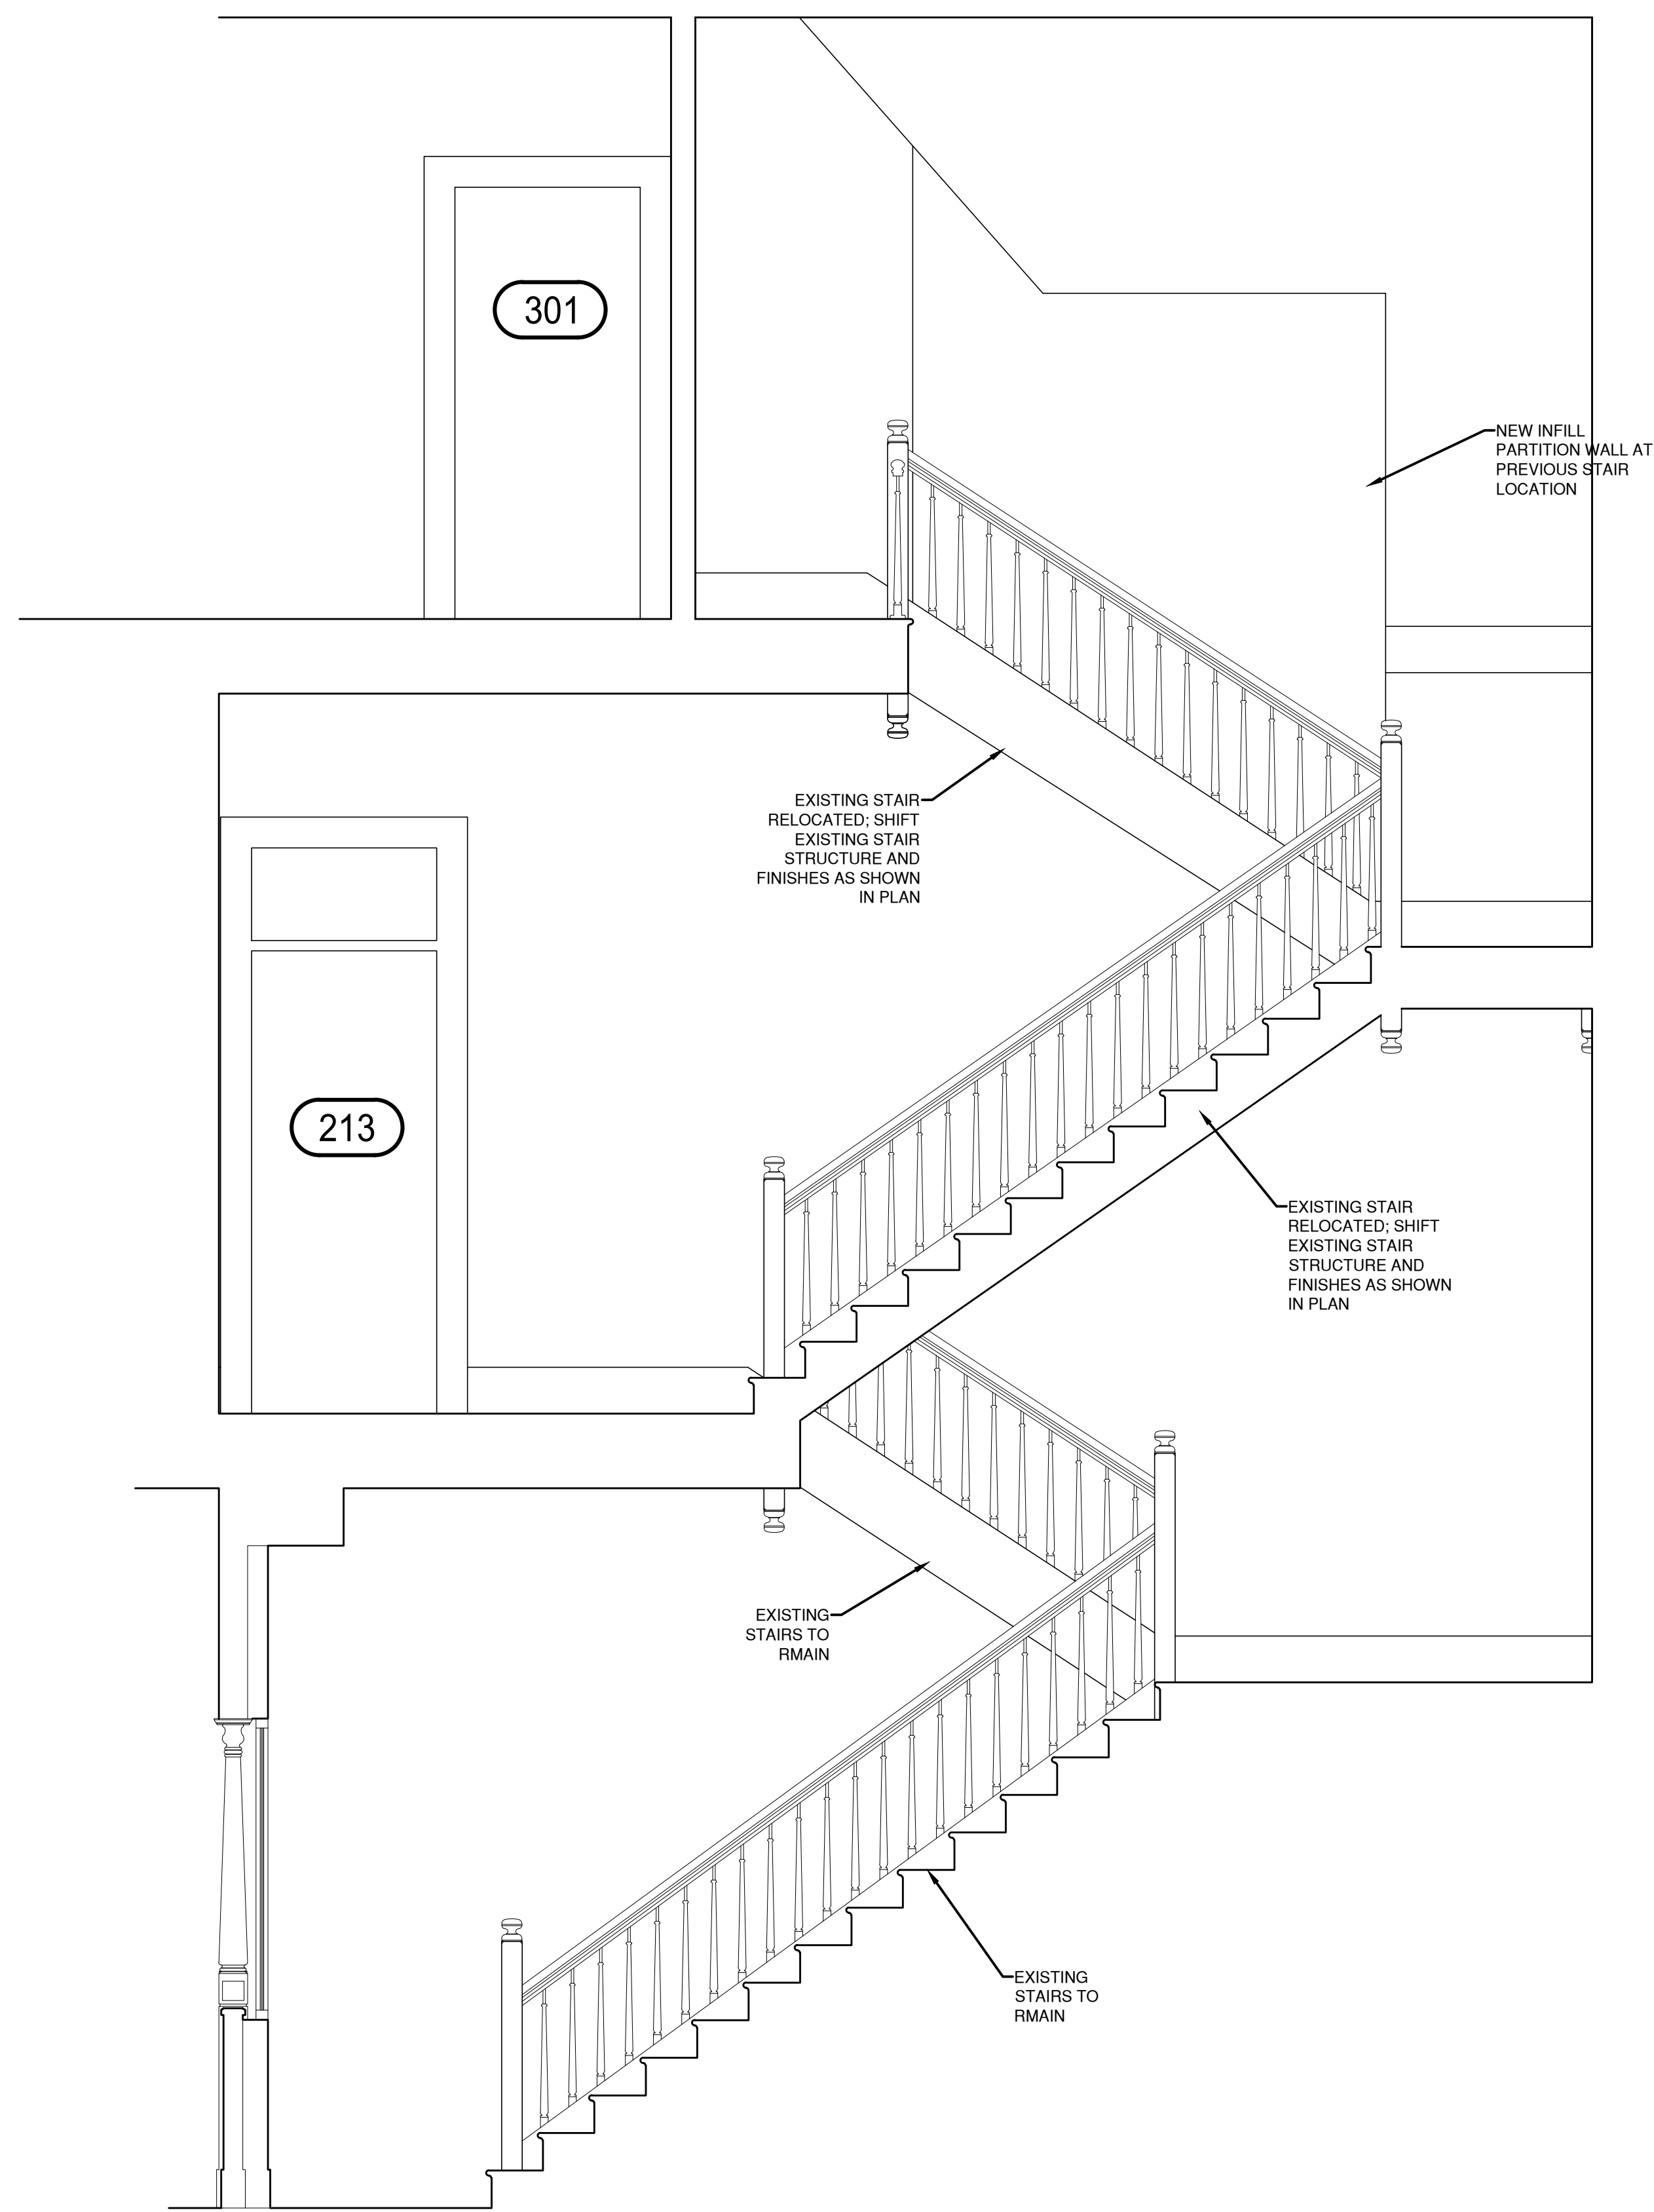 301
NEW INFILL
PARTITION WALL AT
PREVIOUS STAIR
LOCATION
EXISTING STAIR
RELOCATED; SHIFT
EXISTING STAIR
STRUCTURE AND
FINISHES AS SHOWN
IN PLAN
213
EXISTING STAIR
RELOCATED; SHIFT
EXISTING STAIR
STRUCTURE AND
FINISHES AS SHOWN
IN PLAN
EXISTING
STAIRS TO
RMAIN
EXISTING
STAIRS TO
RMAIN